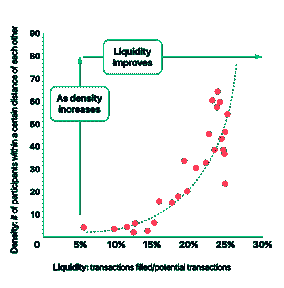 Density: # of participants within a certain distance of each other
90
80
70
60
50
40
30
20
10
0
Liquidity
improves
As density
increases
5%
10%
15%
20%
25%
30%
Liquidity: transactions filled/potential transactions